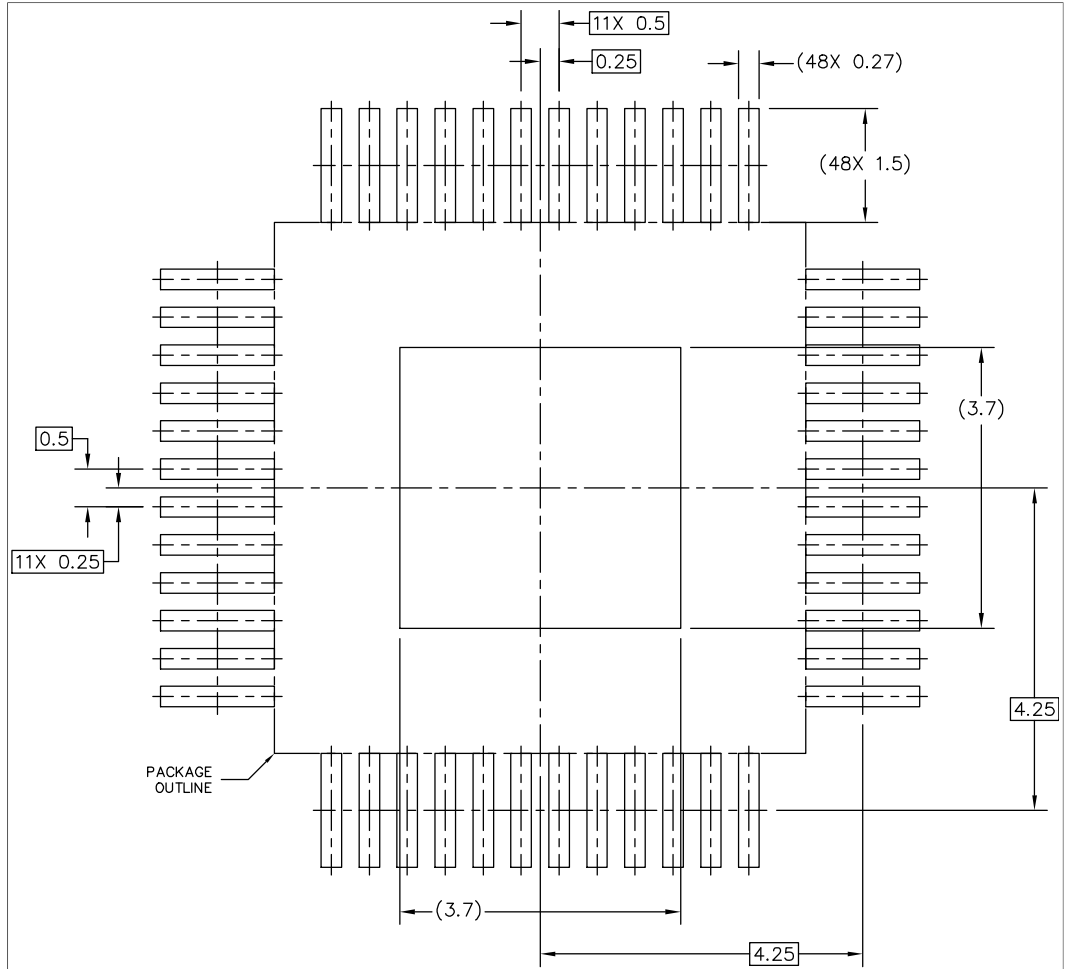 11X 0.5
0.25
(48X 0.27)
(48X 1.5)
(3.7)
0.5
11X 0.25
4.25
PACKAGE
OUTLINE
(3.7)
4.25